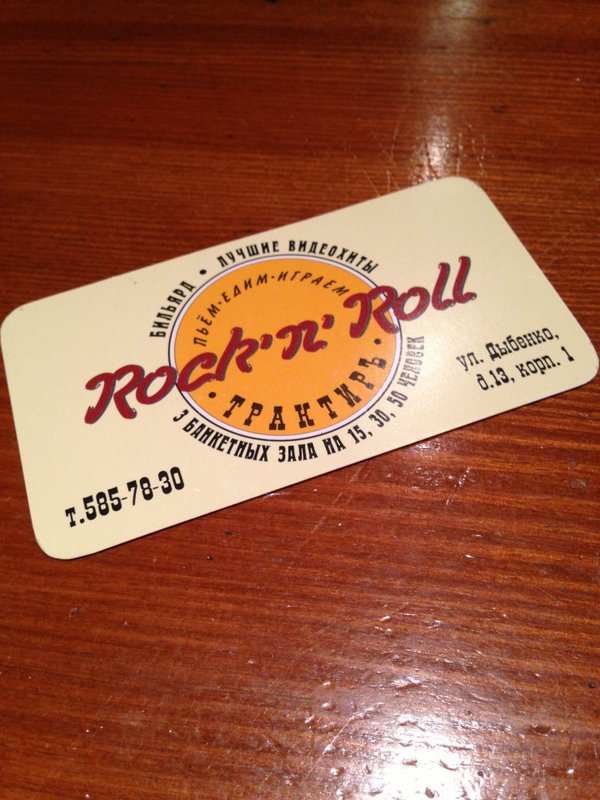 БИЛЬЯРД • ЛУЧШИЕ ВИДЕОХИТЫ
ПЬЁМ-ЕДИМ-ИГРАЕМ
Rock'n' Roll
• ТРАКТИРЪ •
3 БАНКЕТНЫХ ЗАЛА НА 15, 30, 50 ЧЕЛОВЕК
ул. Дыбенко,
д.13, корп. 1
т.585-78-30